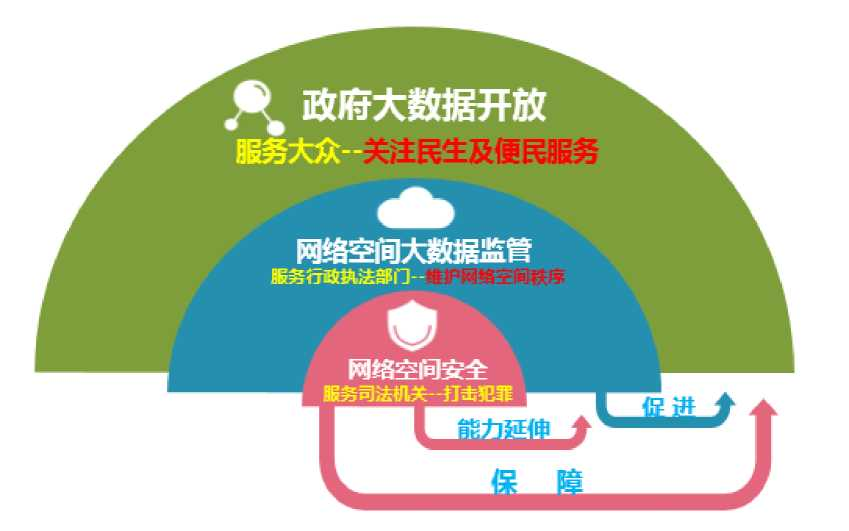 政府大数据开放
服务大众--关注民生及便民服务
网络空间大数据监管
服务行政执法部门--维护网络空间秩序
网络空间安全
服务司法机关--打击犯罪
促 进
能力延伸
保 障